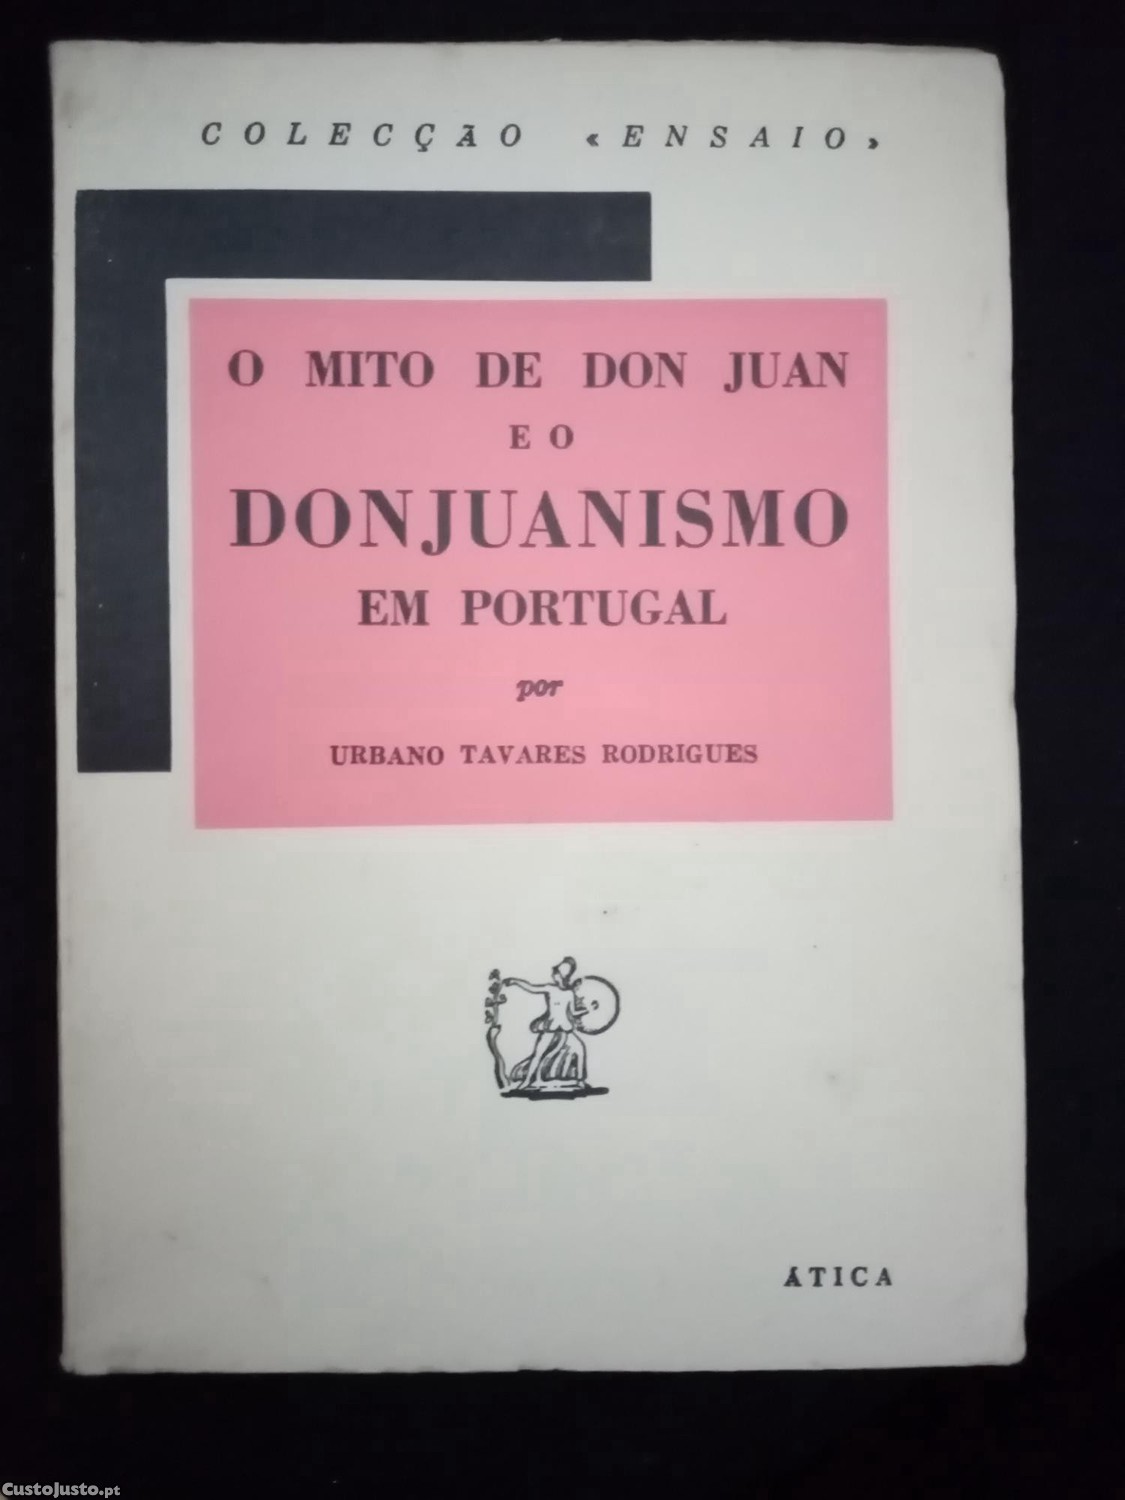 COLECÇÃO «ENSAIO»
O MITO DE DON JUAN
E O
DONJUANISMO
EM PORTUGAL
por
URBANO TAVARES RODRIGUES
ÁTICA
CustoJusto.pt